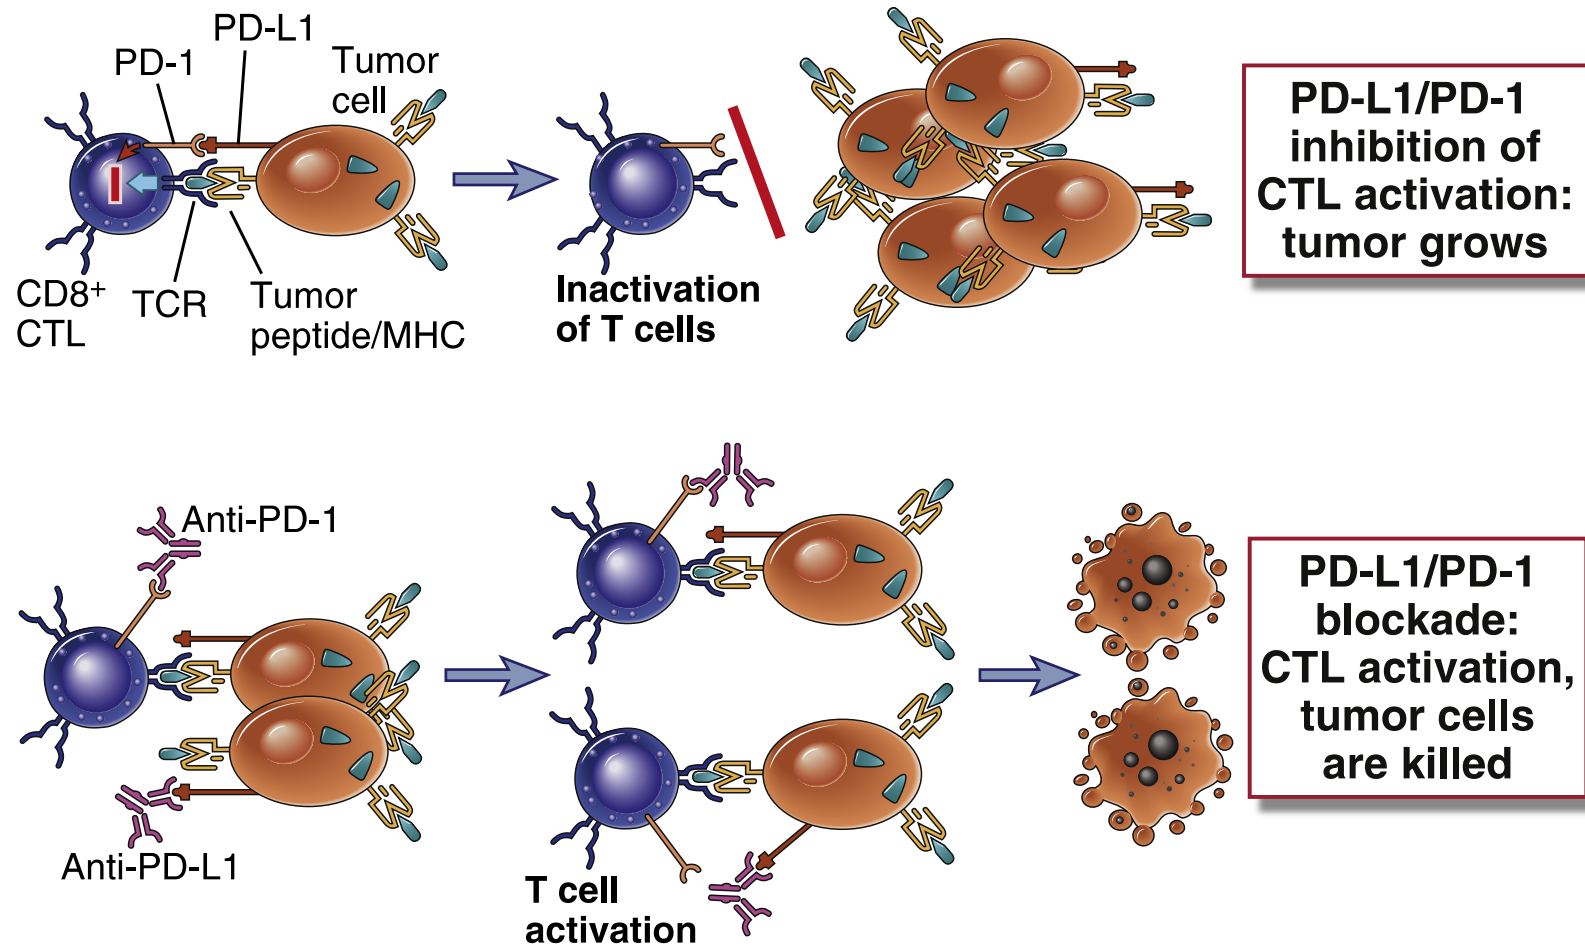 PD-L1
PD-1
Tumor
cell
CD8+
CTL
TCR
Tumor
peptide/MHC
Inactivation
of T cells
PD-L1/PD-1
inhibition of
CTL activation:
tumor grows
Anti-PD-1
Anti-PD-L1
T cell
activation
PD-L1/PD-1
blockade:
CTL activation,
tumor cells
are killed